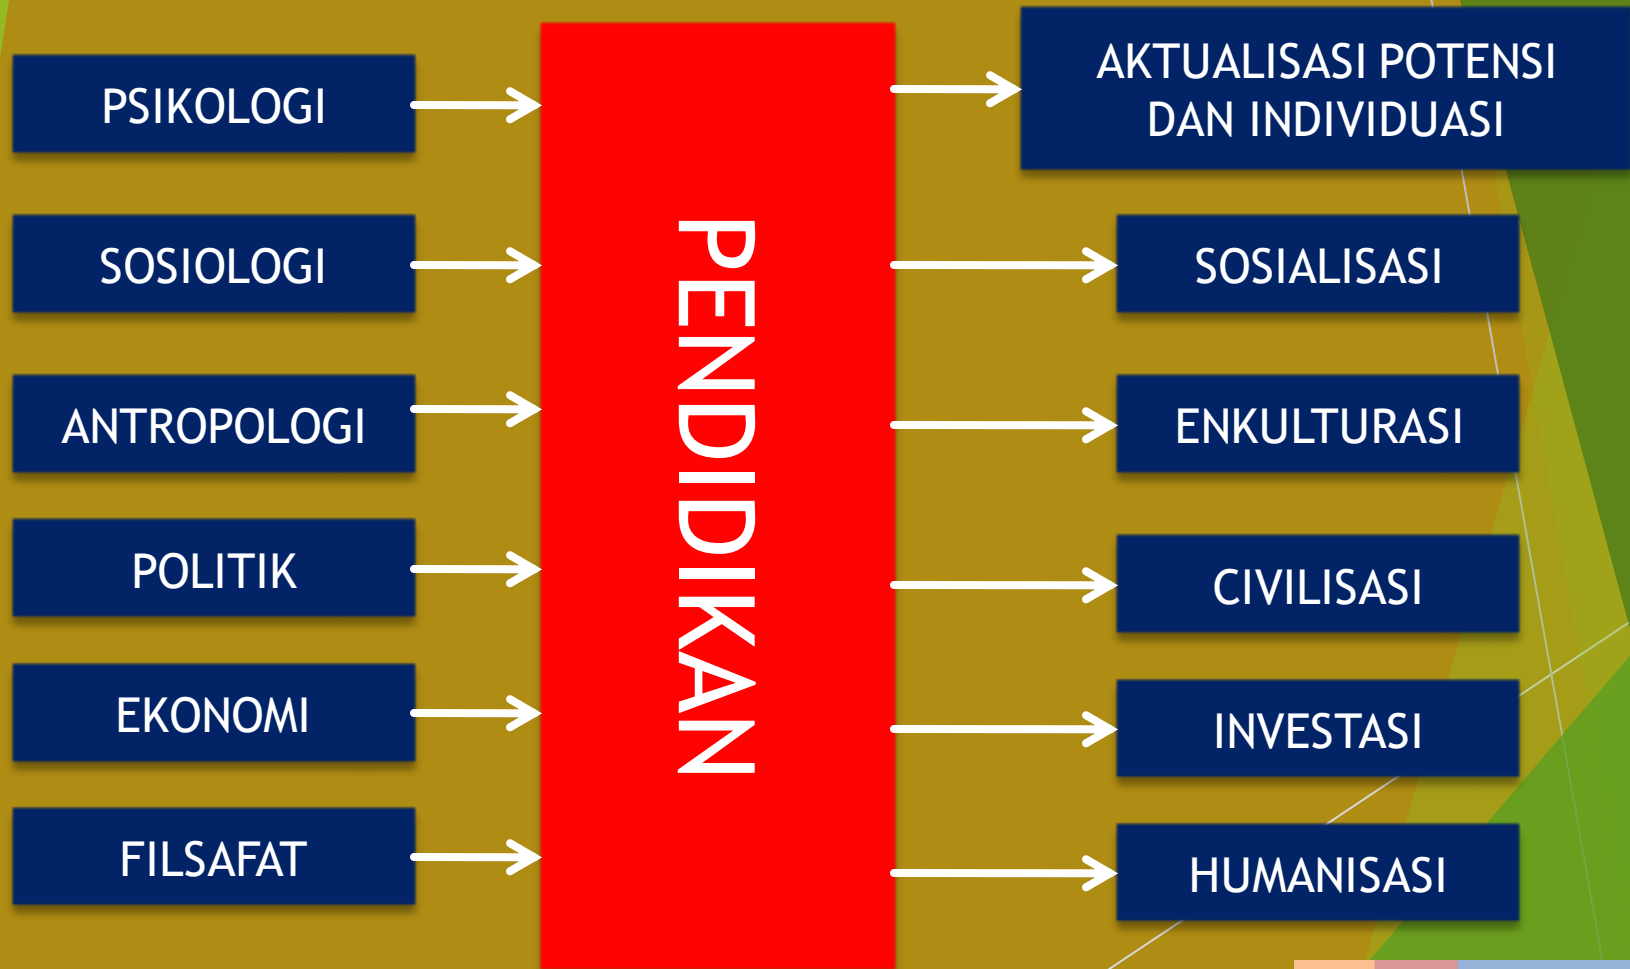 PSIKOLOGI
SOSIOLOGI
ANTROPOLOGI
POLITIK
EKONOMI
FILSAFAT
PENDIDIKAN
AKTUALISASI POTENSI
DAN INDIVIDUASI
SOSIALISASI
ENKULTURASI
CIVILISASI
INVESTASI
HUMANISASI